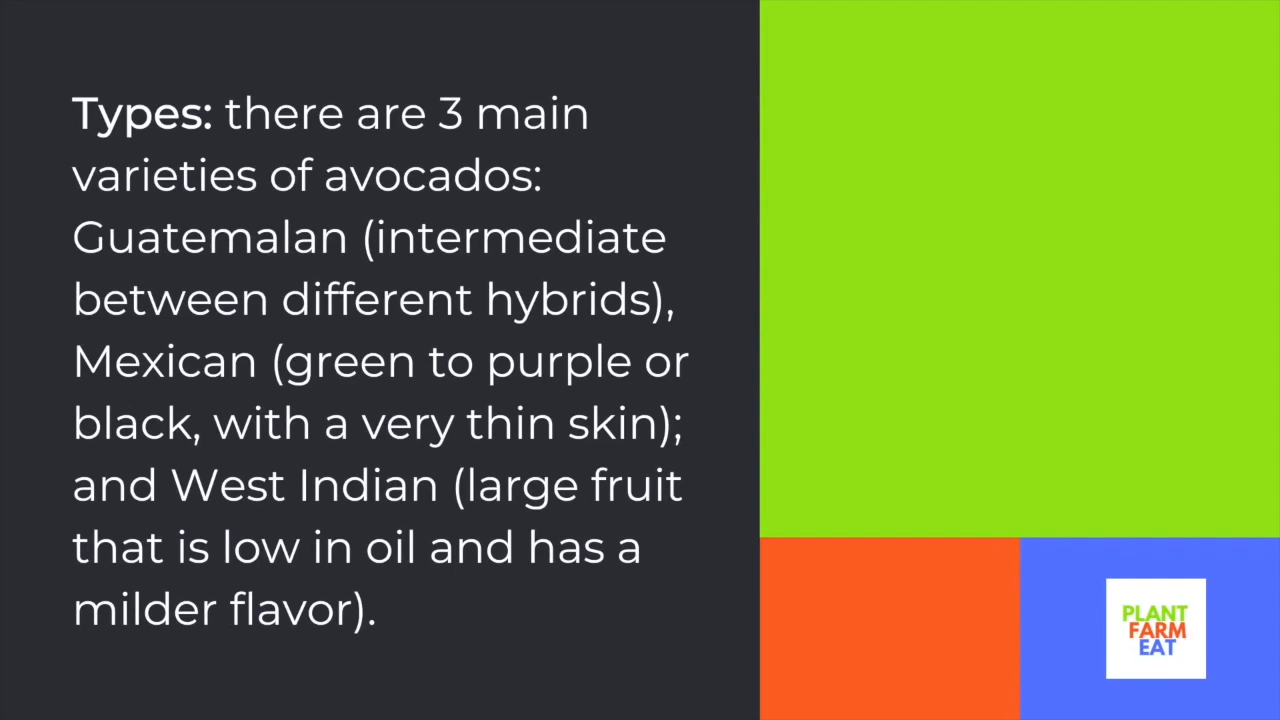 Types: there are 3 main
varieties of avocados:
Guatemalan (intermediate
between different hybrids),
Mexican (green to purple or
black, with a very thin skin);
and West Indian (large fruit
that is low in oil and has a
milder flavor).
PLANT
FARM
EAT